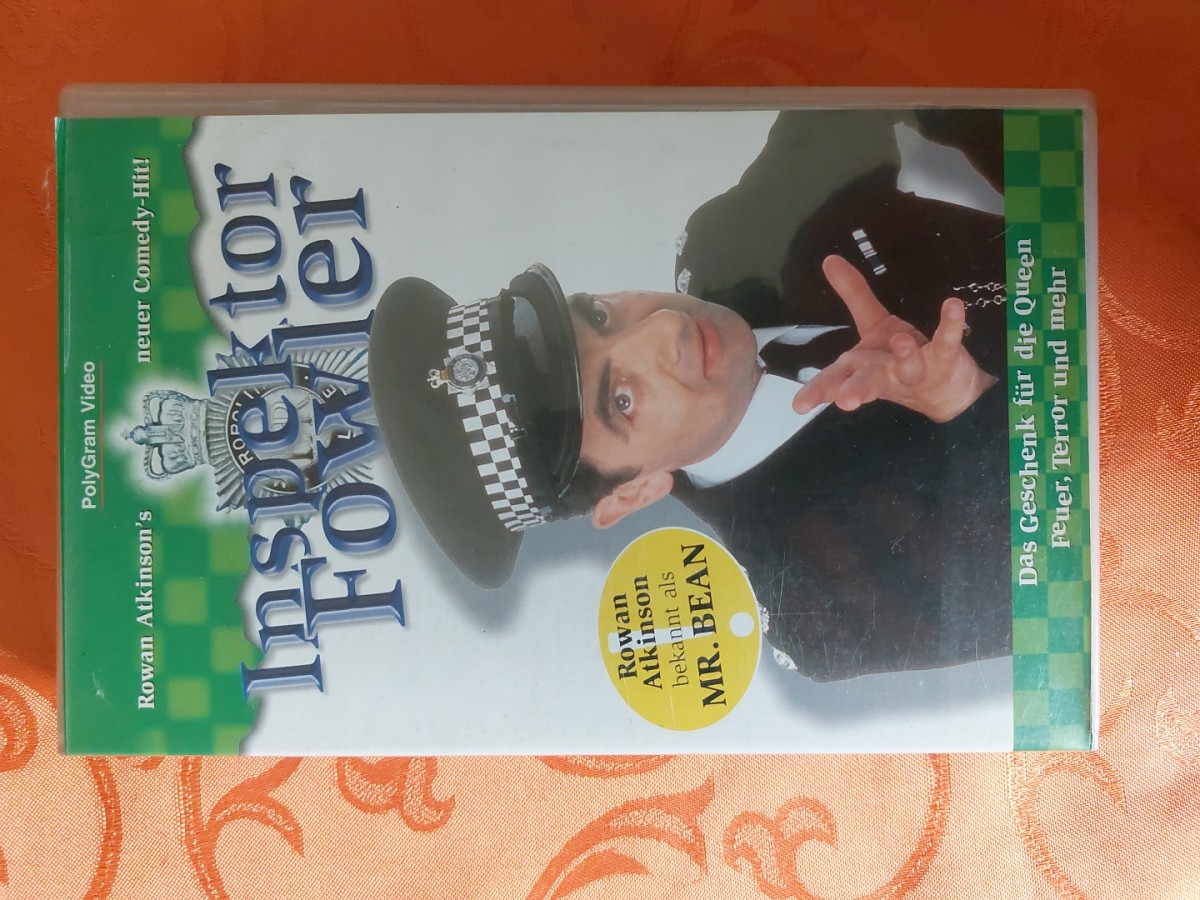 PolyGram Video
Rowan Atkinson's neuer Comedy-Hit!
Inspektor
Fowler
Rowan
Atkinson
bekannt als
MR. BEAN
Das Geschenk für die Queen
Feuer, Terror und mehr